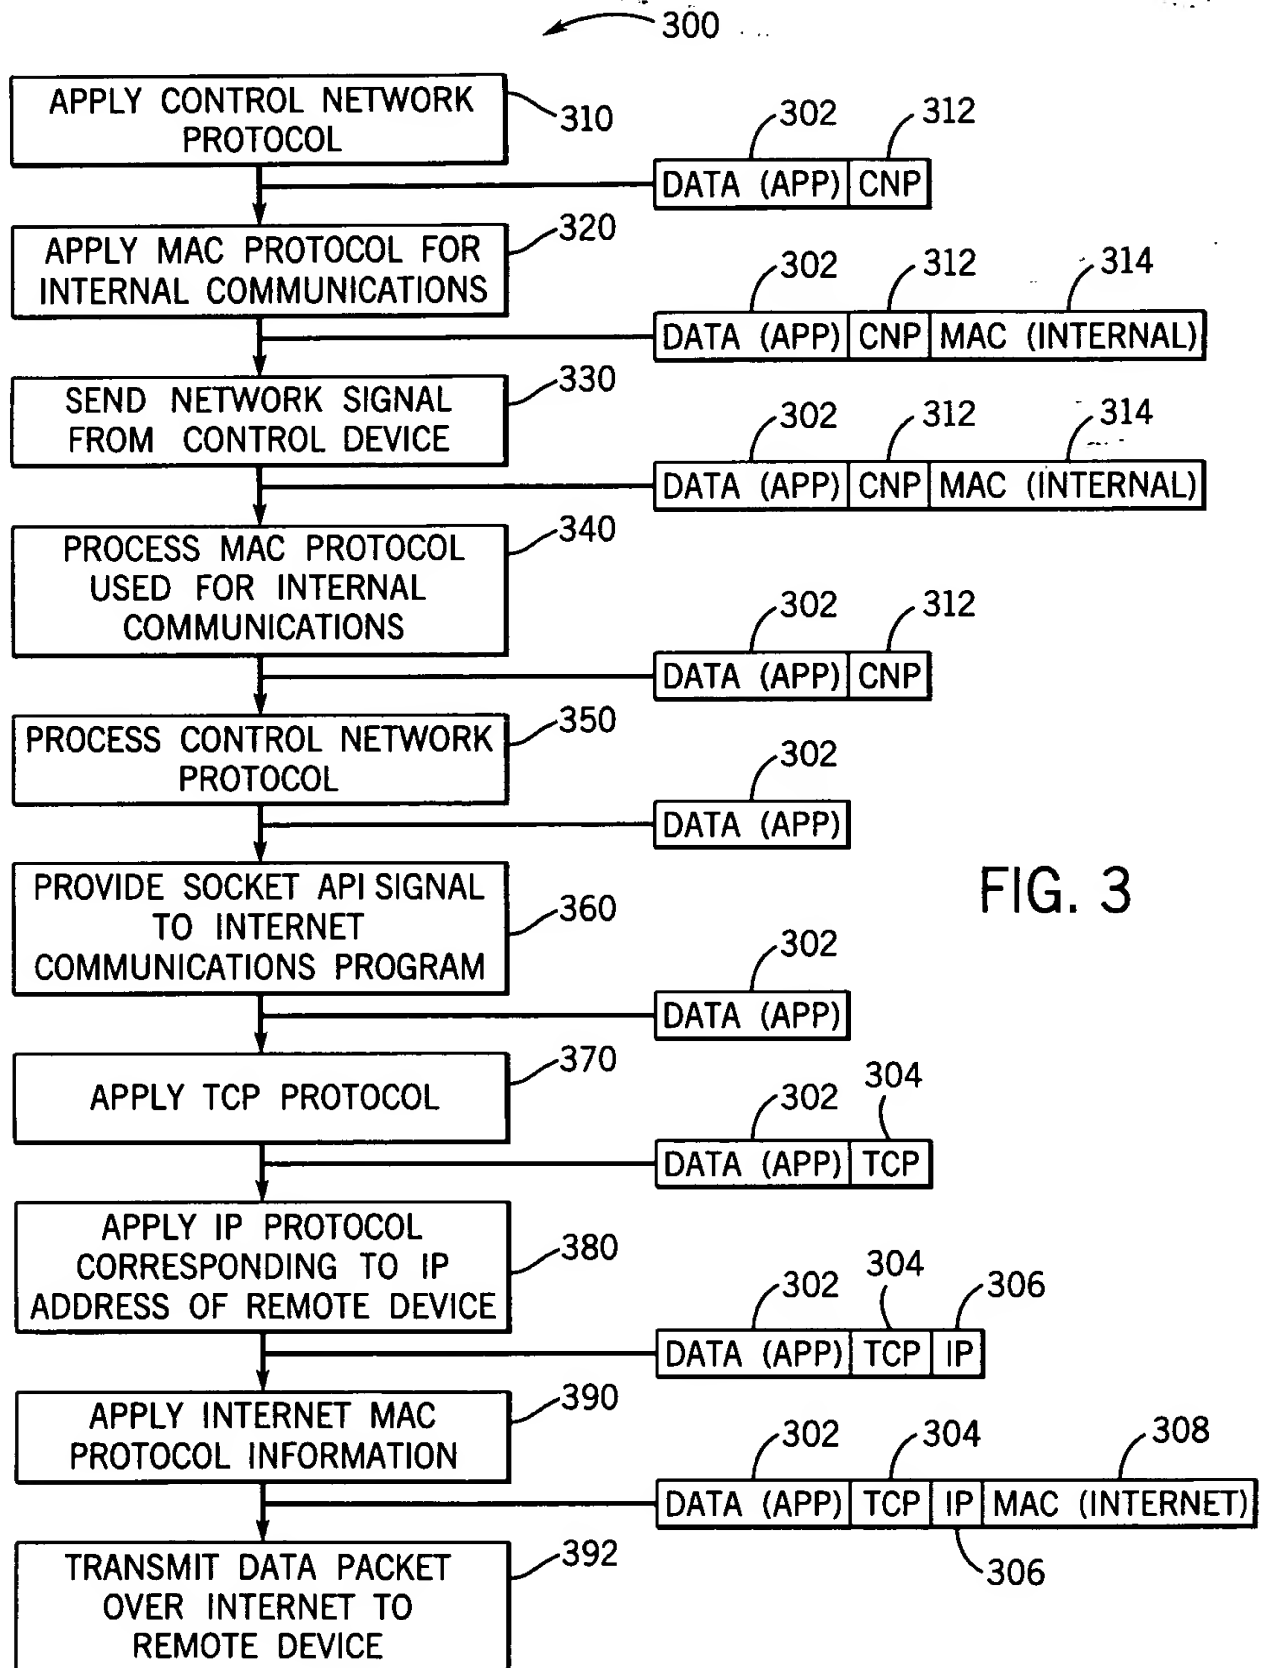 300
APPLY CONTROL NETWORK
PROTOCOL
310
302
312
DATA (APP) CNP
APPLY MAC PROTOCOL FOR
INTERNAL COMMUNICATIONS
320
302
312
314
DATA (APP) CNP MAC (INTERNAL)
SEND NETWORK SIGNAL
FROM CONTROL DEVICE
330
302
312
314
DATA (APP) CNP MAC (INTERNAL)
PROCESS MAC PROTOCOL
USED FOR INTERNAL
COMMUNICATIONS
340
302
312
DATA (APP) CNP
PROCESS CONTROL NETWORK
PROTOCOL
350
302
DATA (APP)
PROVIDE SOCKET API SIGNAL
TO INTERNET
COMMUNICATIONS PROGRAM
360
FIG. 3
302
DATA (APP)
APPLY TCP PROTOCOL
370
302
304
DATA (APP) TCP
APPLY IP PROTOCOL
CORRESPONDING TO IP
ADDRESS OF REMOTE DEVICE
380
302
304
306
DATA (APP) TCP IP
APPLY INTERNET MAC
PROTOCOL INFORMATION
390
302
304
308
DATA (APP) TCP IP MAC (INTERNET)
306
TRANSMIT DATA PACKET
OVER INTERNET TO
REMOTE DEVICE
392